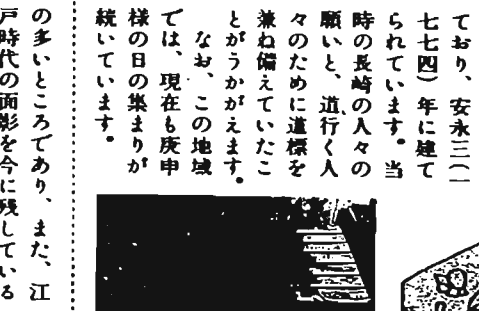 ており、安永三（一
七七四）年に建て
られています。当
時の長崎の人々の
願いと、道行く人
々のために道標を
兼ね備えていたこ
とがうかがえます。
なお、この地域
では、現在も庚申
様の日の集まりが
続いています。
の多いところであり、また、江
戸時代の面影を今に残している